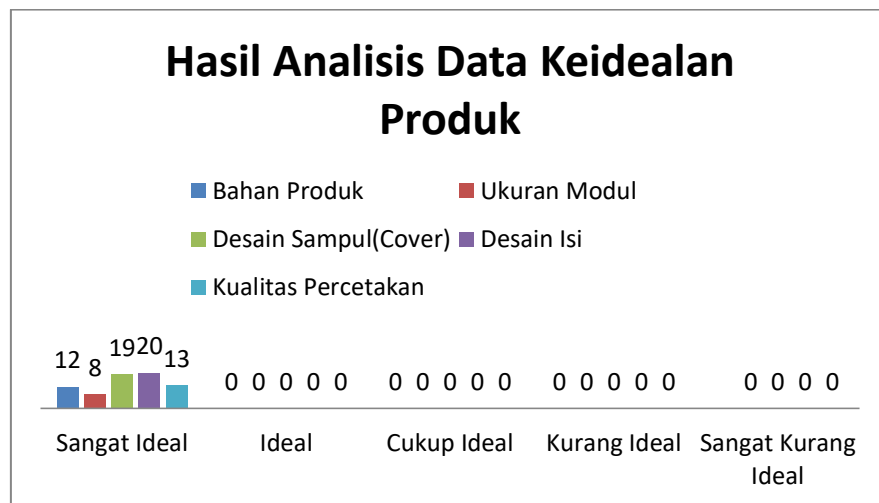 Hasil Analisis Data Keidealan
Produk
Bahan Produk Ukuran Modul
Desain Sampul(Cover) Desain Isi
Kualitas Percetakan
12 8 19 20 13 0 0 0 0 0 0 0 0 0 0 0 0 0 0 0 0 0 0 0
Sangat Ideal Ideal Cukup Ideal Kurang Ideal Sangat Kurang
Ideal